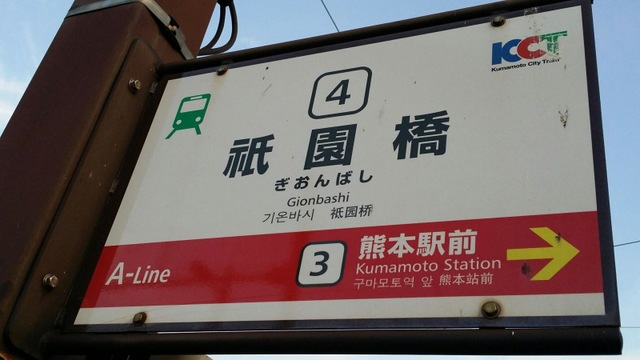 KCT
Kumamoto City Tram
4
祇園橋
ぎおんばし
Gionbashi
기온바시 祗园桥
A-Line
3
熊本駅前
Kumamoto Station
구마모토역 앞 熊本站前